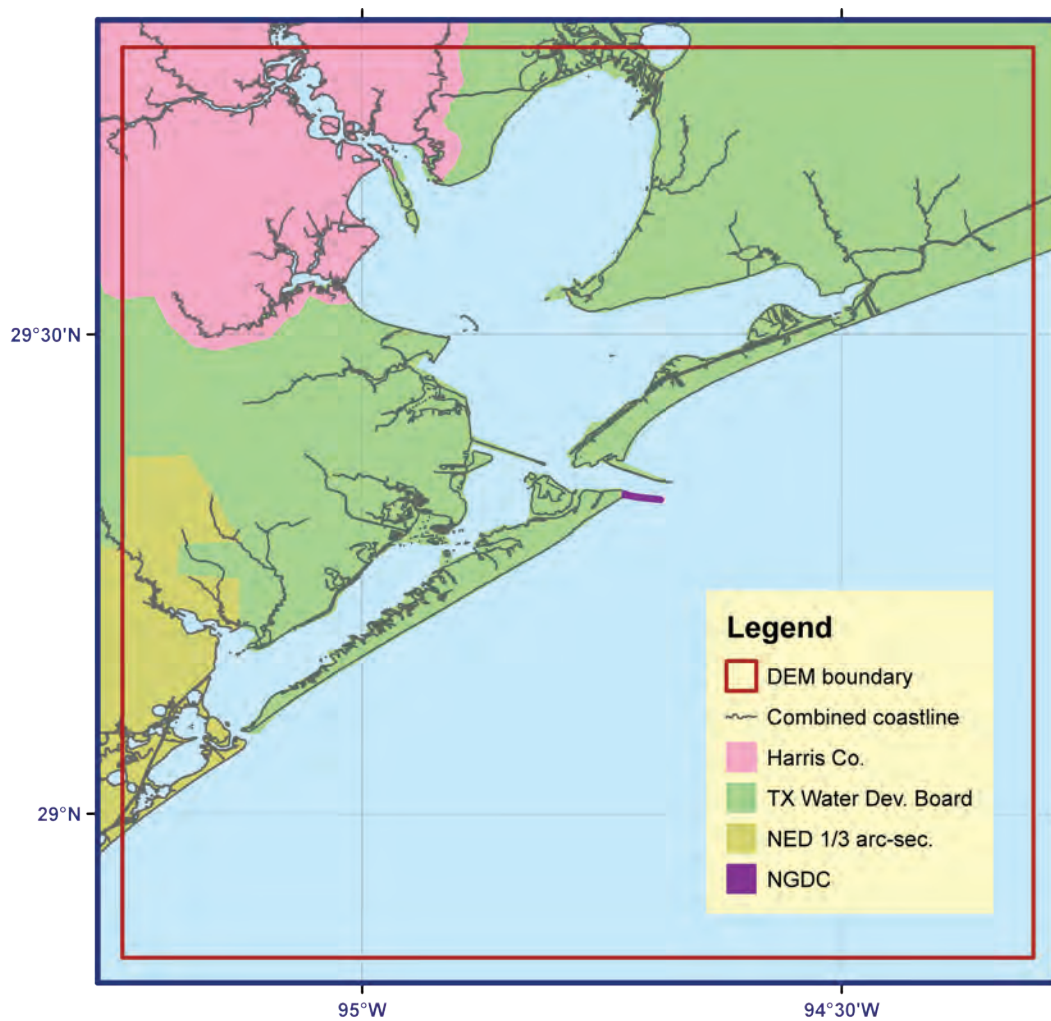 29°30'N
29°N
Legend
DEM boundary
Combined coastline
Harris Co.
TX Water Dev. Board
NED 1/3 arc-sec.
NGDC
95°W
94°30'W